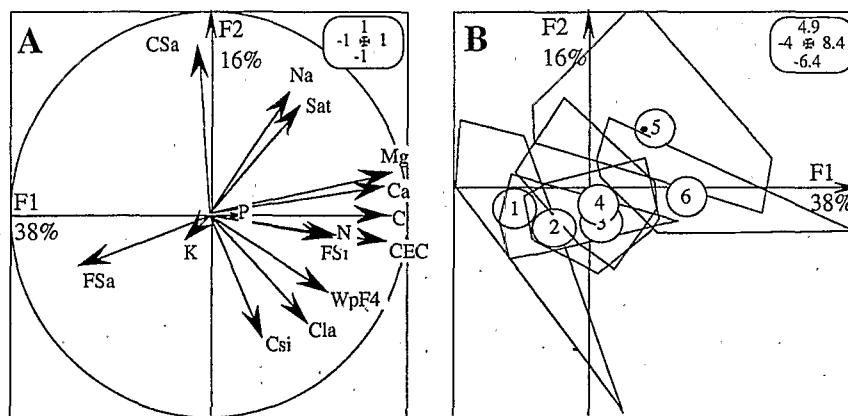 A
F2
16%
1
-1 1
-1
CSa
Na
Sat
Mg
Ca
C
P
F1
38%
K
N
FSi
CEC
FSa
WpF4
Cla
Csi
B
F2
16%
4.9
-4 8.4
-6.4
5
6
F1
38%
1
2
4
3